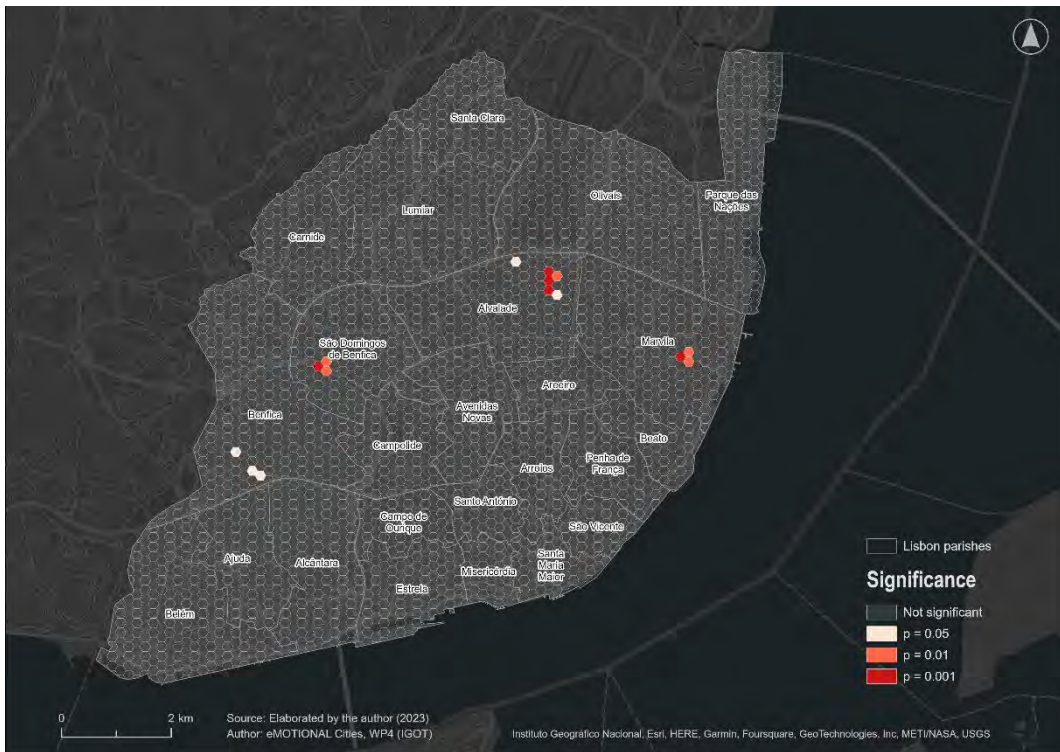 Santa Clara
Olivais
Parque das
Nações
Lumiar
Carnide
Alvalade
São Domingos
de Benfica
Marvila
Areeiro
Benfica
Avenidas
Novas
Beato
Campolide
Penha de
França
Arroios
Santo António
Campo de
Ourique
São Vicente
Ajuda
Alcântara
Santa
Maria
Maior
Misericórdia
Estrela
Belém
Lisbon parishes
Significance
Not significant
p = 0.05
p = 0.01
p = 0.001
0 2 km
Source: Elaborated by the author (2023)
Author: eMOTIONAL Cities, WP4 (IGOT)
Instituto Geográfico Nacional, Esri, HERE, Garmin, Foursquare, GeoTechnologies, Inc, METI/NASA, USGS